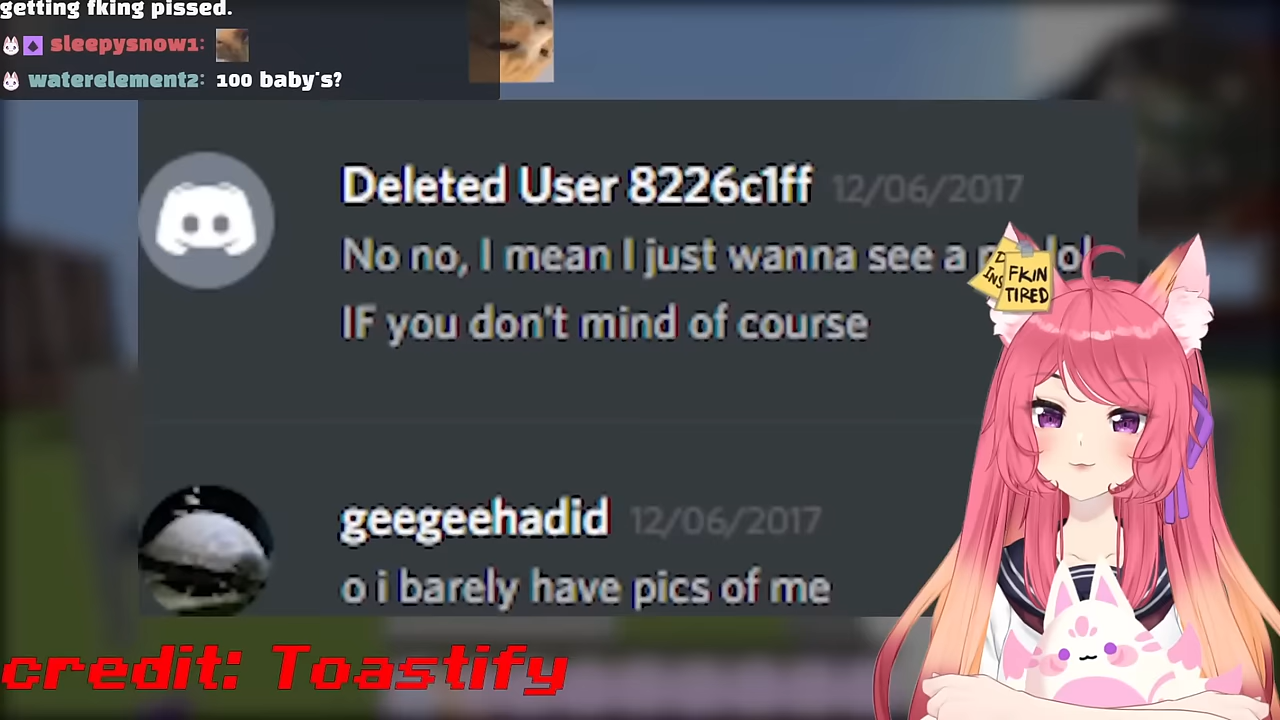 getting fking pissed.
sleepysnow1:
waterelement2: 100 baby's?
Deleted User 8226c1ff 12/06/2017
No no, I mean I just wanna see a
IF you don't mind of course
FKIN
TIRED
INS
geegeehadid 12/06/2017
o i barely have pics of me
credit: Toastify